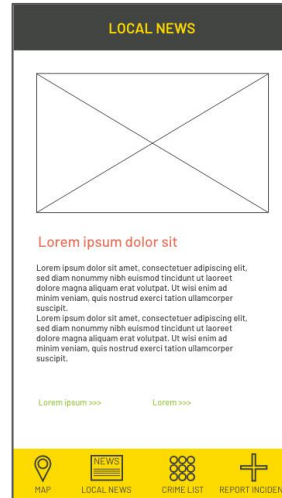 LOCAL NEWS
Lorem ipsum dolor sit
Lorem ipsum dolor sit amet, consectetuer adipiscing elit,
sed diam nonummy nibh euismod tincidunt ut laoreet
dolore magna aliquam erat volutpat. Ut wisi enim ad
minim veniam, quis nostrud exerci tation ullamcorper
suscipit.
Lorem ipsum dolor sit amet, consectetuer adipiscing elit,
sed diam nonummy nibh euismod tincidunt ut laoreet
dolore magna aliquam erat volutpat. Ut wisi enim ad
minim veniam, quis nostrud exerci tation ullamcorper
suscipit.
Lorem ipsum >>> Lorem >>>
NEWS
MAP LOCAL NEWS CRIME LIST REPORT INCIDEN